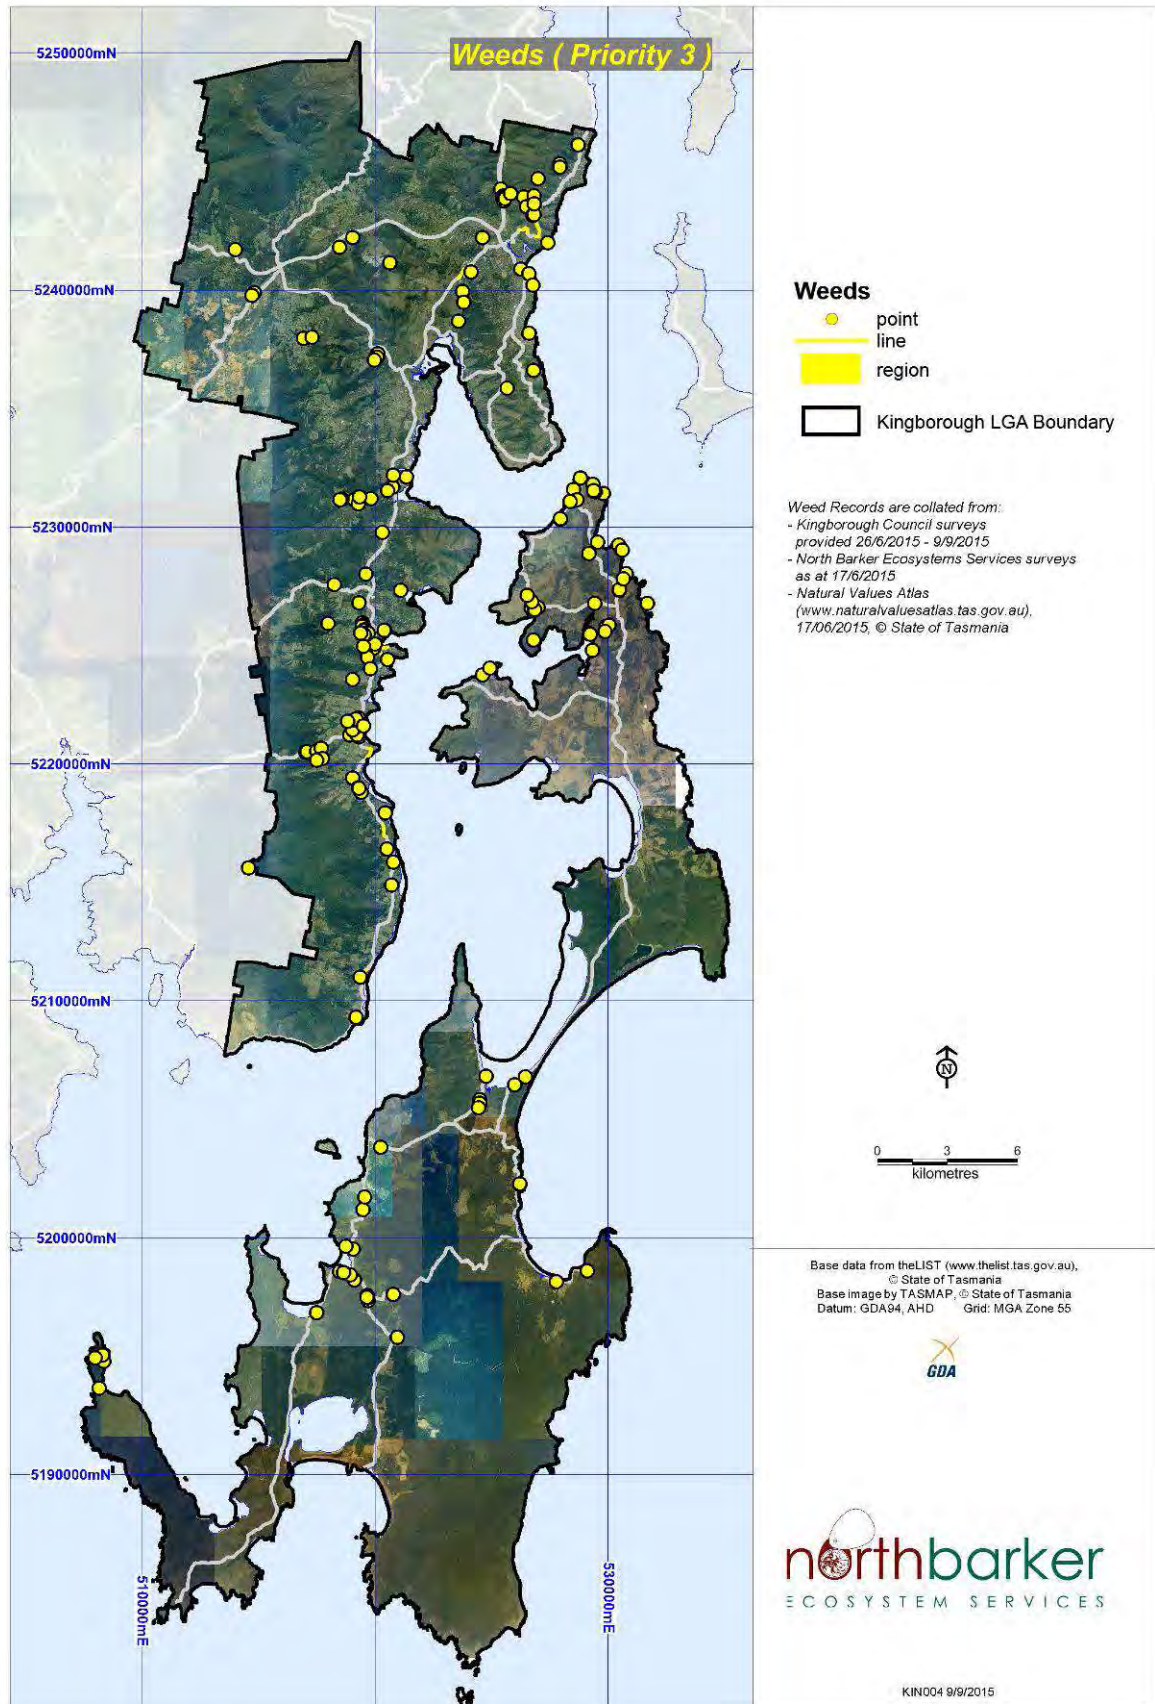 Weeds ( Priority 3 )
5250000mN
5240000mN
5230000mN
5220000mN
5210000mN
5200000mN
5190000mN
510000mE
530000mE
Weeds
point
line
region
Kingborough LGA Boundary
Weed Records are collated from:
- Kingborough Council surveys
provided 26/6/2015 - 9/9/2015
- North Barker Ecosystems Services surveys
as at 17/6/2015
- Natural Values Atlas
(www.naturalvaluesatlas.tas.gov.au),
17/06/2015, © State of Tasmania
N
0 3 6
kilometres
Base data from theLIST (www.thelist.tas.gov.au),
© State of Tasmania
Base image by TASMAP, © State of Tasmania
Datum: GDA94, AHD Grid: MGA Zone 55
GDA
northbarker
ECOSYSTEM SERVICES
KIN004 9/9/2015